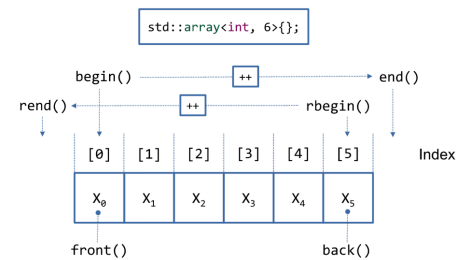 std::array<int, 6>{};
begin() ++ end()
rend() ++ rbegin()
[0] [1] [2] [3] [4] [5] Index
X₀ X₁ X₂ X₃ X₄ X₅
front() back()